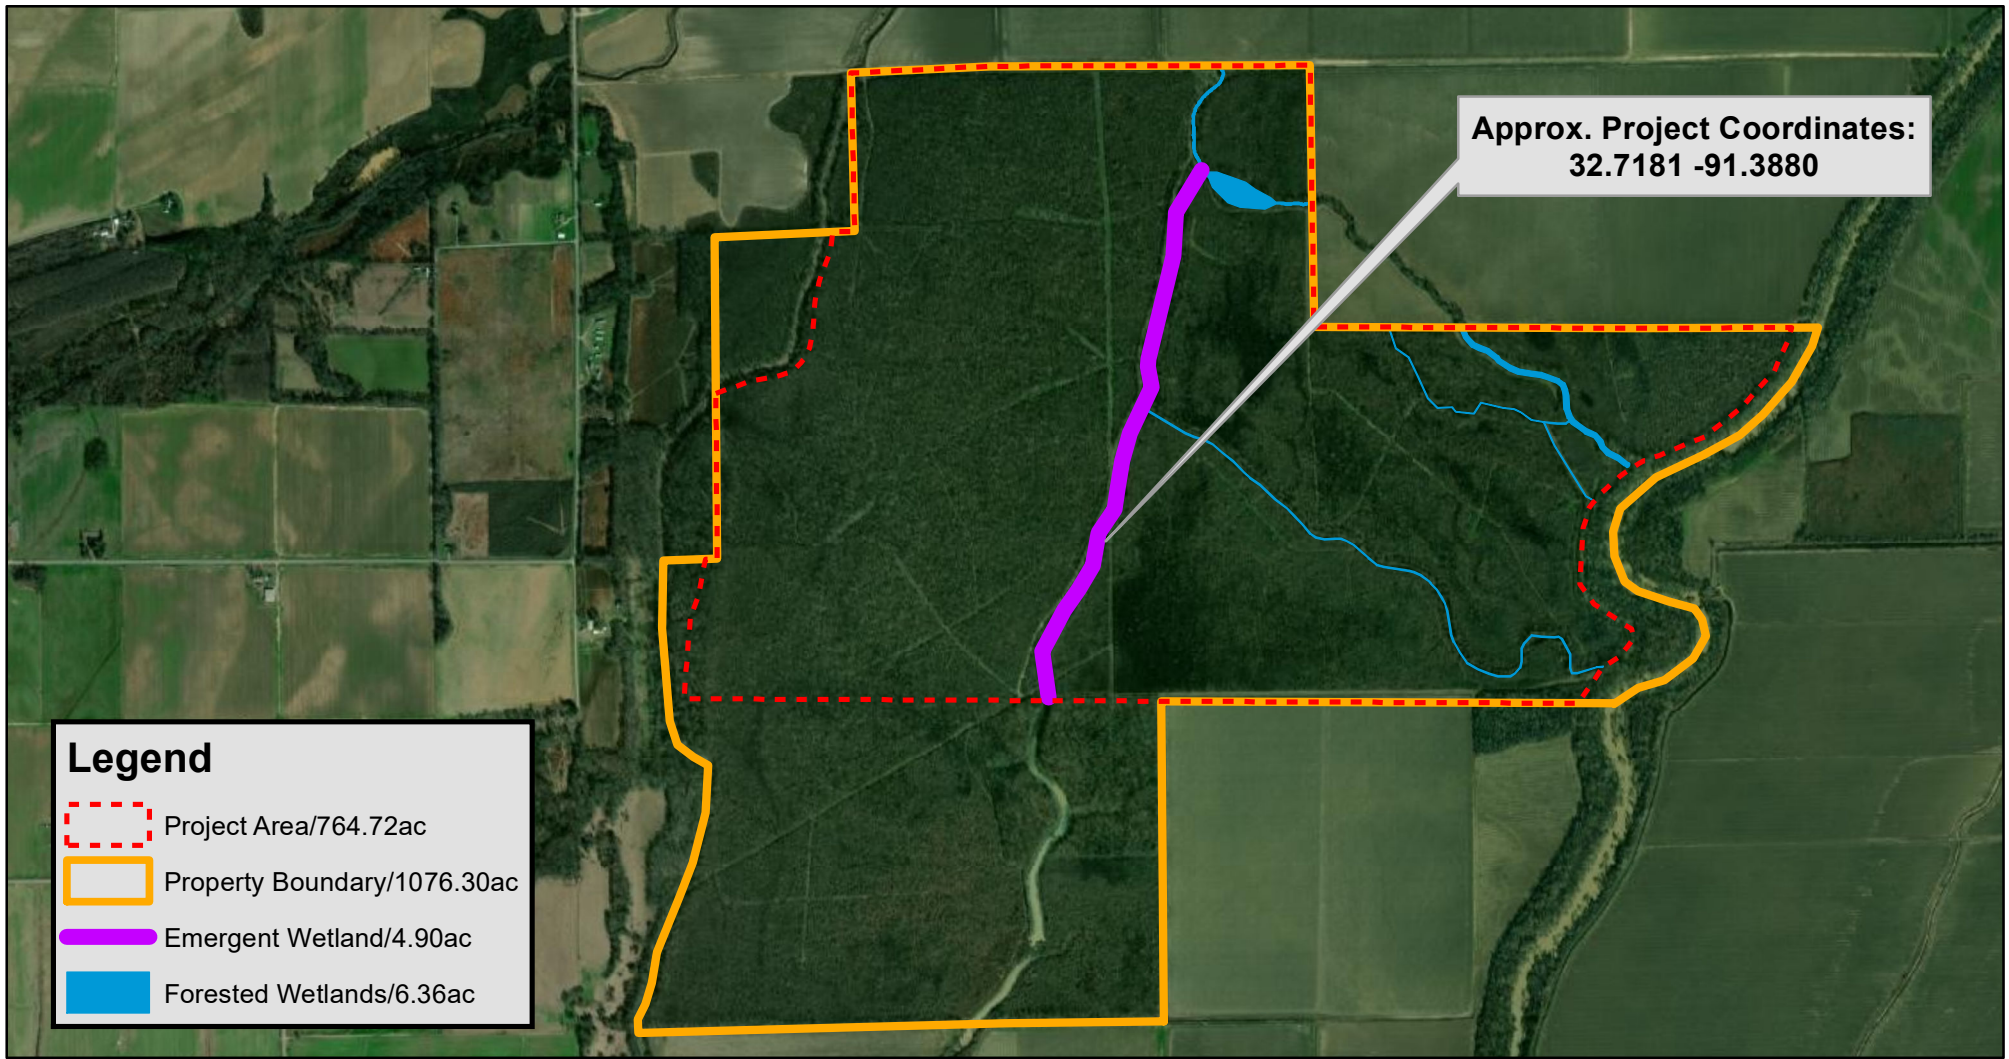 Approx. Project Coordinates:
32.7181 -91.3880
Legend
Project Area/764.72ac
Property Boundary/1076.30ac
Emergent Wetland/4.90ac
Forested Wetlands/6.36ac